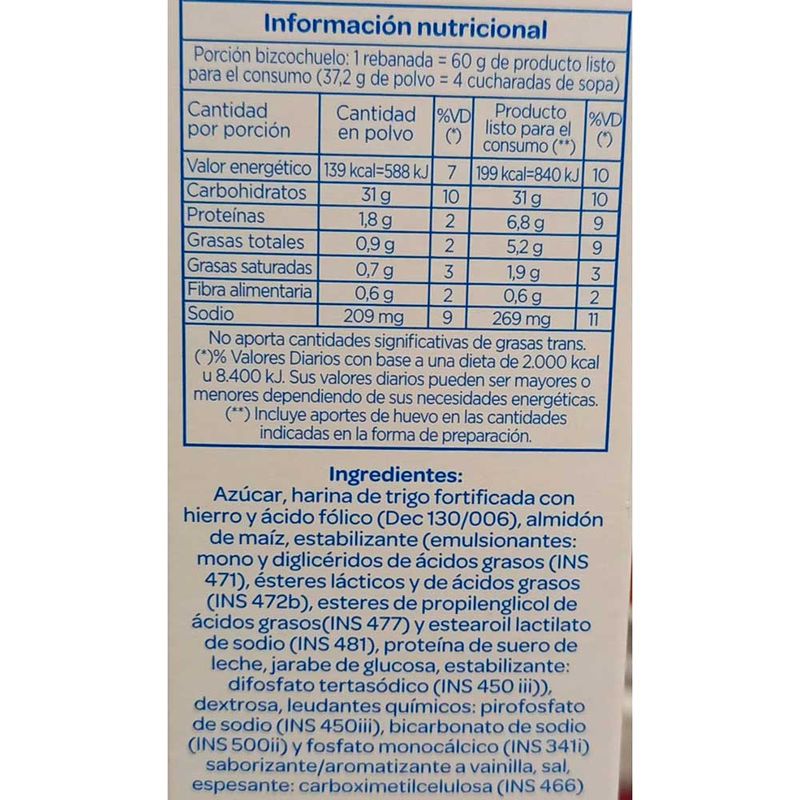 Información nutricional
Porción bizcochuelo: 1 rebanada = 60 g de producto listo
para el consumo (37,2 g de polvo = 4 cucharadas de sopa)
Cantidad por porción | Cantidad en polvo | %VD (*) | Producto listo para el consumo (**) | %VD (*)
Valor energético | 139 kcal=588 kJ | 7 | 199 kcal=840 kJ | 10
Carbohidratos | 31 g | 10 | 31 g | 10
Proteínas | 1,8 g | 2 | 6,8 g | 9
Grasas totales | 0,9 g | 2 | 5,2 g | 9
Grasas saturadas | 0,7 g | 3 | 1,9 g | 3
Fibra alimentaria | 0,6 g | 2 | 0,6 g | 2
Sodio | 209 mg | 9 | 269 mg | 11
No aporta cantidades significativas de grasas trans.
(*)% Valores Diarios con base a una dieta de 2.000 kcal
u 8.400 kJ. Sus valores diarios pueden ser mayores o
menores dependiendo de sus necesidades energéticas.
(**) Incluye aportes de huevo en las cantidades
indicadas en la forma de preparación.
Ingredientes:
Azúcar, harina de trigo fortificada con
hierro y ácido fólico (Dec 130/006), almidón
de maíz, estabilizante (emulsionantes:
mono y diglicéridos de ácidos grasos (INS
471), ésteres lácticos y de ácidos grasos
(INS 472b), esteres de propilenglicol de
ácidos grasos(INS 477) y estearoil lactilato
de sodio (INS 481), proteína de suero de
leche, jarabe de glucosa, estabilizante:
difosfato tertasódico (INS 450 iii)),
dextrosa, leudantes químicos: pirofosfato
de sodio (INS 450iii), bicarbonato de sodio
(INS 500ii) y fosfato monocálcico (INS 341i)
saborizante/aromatizante a vainilla, sal,
espesante: carboximetilcelulosa (INS 466)